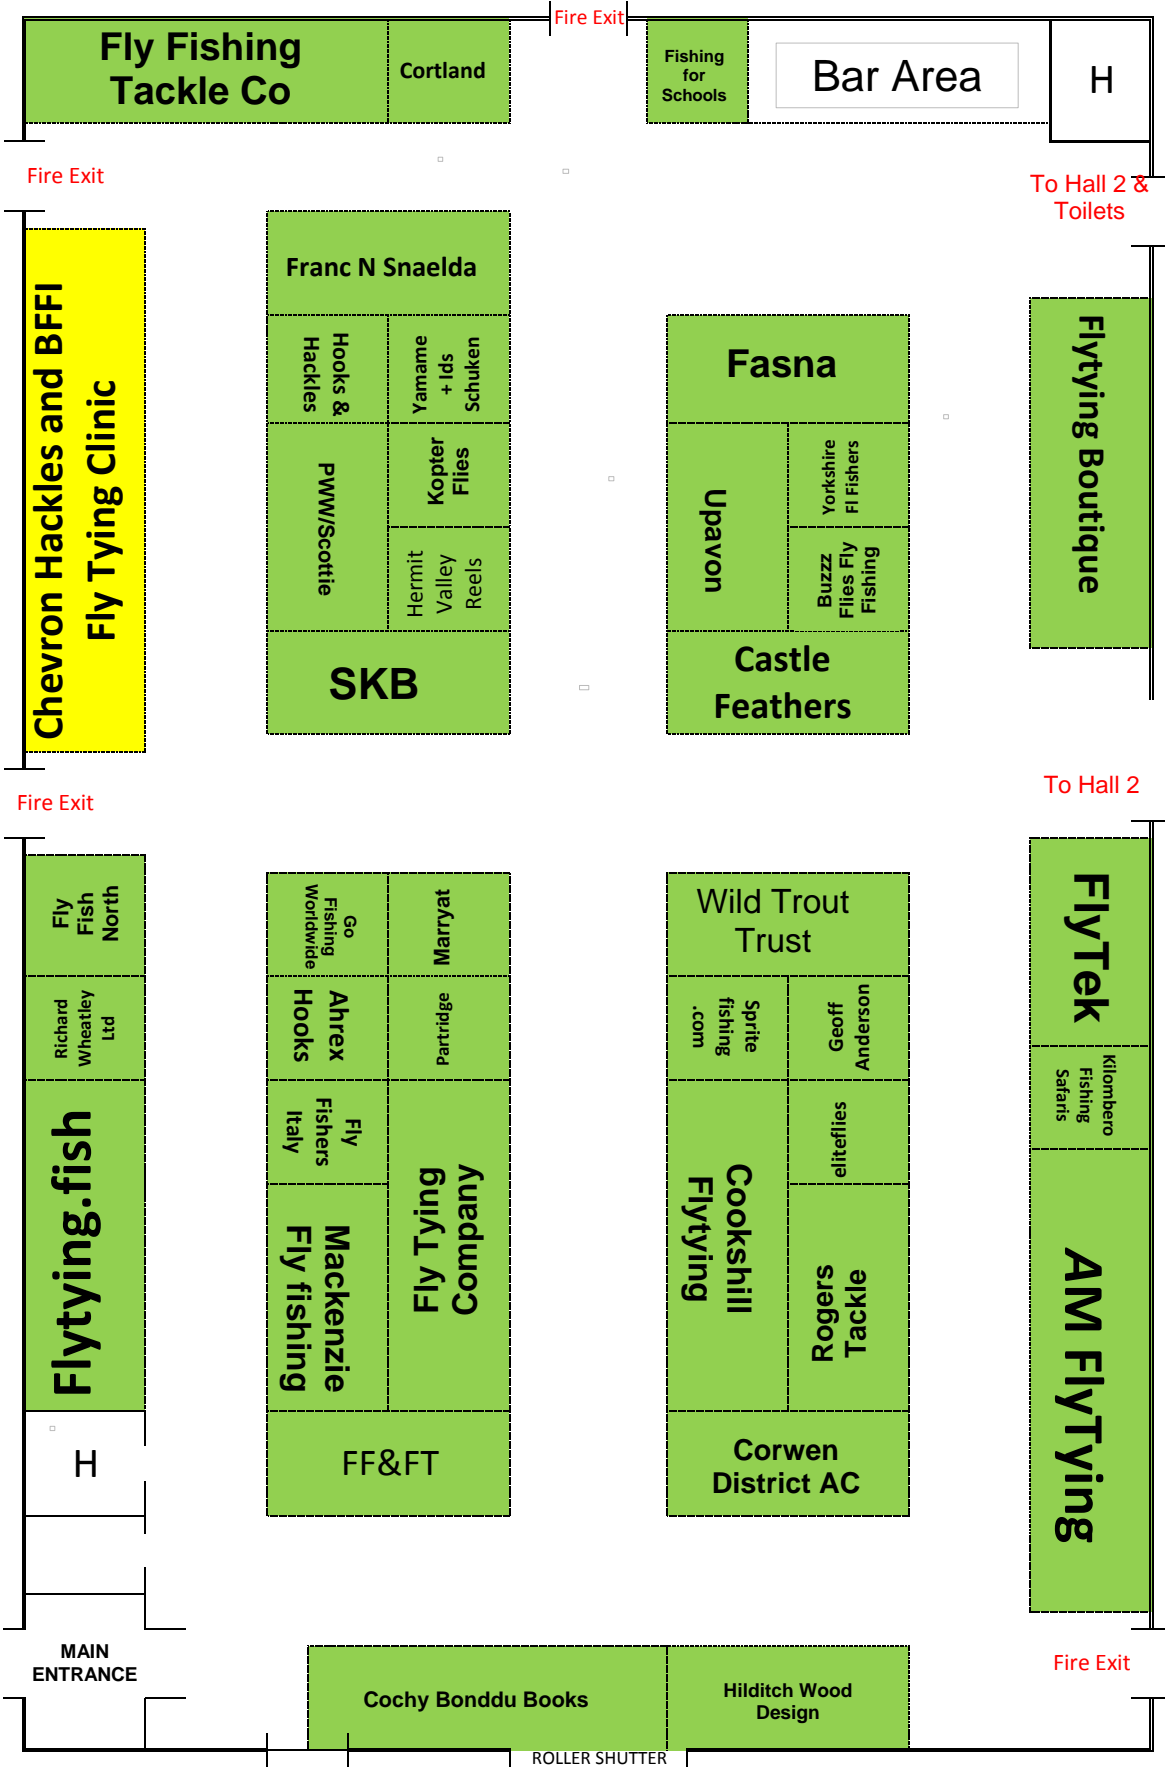 Fire Exit
Fly Fishing
Tackle Co
Cortland
Fishing
for
Schools
Bar Area
H
Fire Exit
To Hall 2 &
Toilets
Chevron Hackles and BFFI
Fly Tying Clinic
Franc N Snaelda
Hooks &
Hackles
Yamame
+ Ids
Schuken
PWW/Scottie
Kopter
Flies
Hermit
Valley
Reels
SKB
Fasna
Upavon
Yorkshire
Fl Fishers
Buzzz
Flies Fly
Fishing
Castle
Feathers
Flytying Boutique
Fire Exit
To Hall 2
Fly
Fish
North
Richard
Wheatley
Ltd
Flytying.fish
H
Go
Fishing
Worldwide
Marryat
Ahrex
Hooks
Partridge
Fly
Fishers
Italy
Fly Tying
Company
Mackenzie
Fly fishing
FF&FT
Wild Trout
Trust
Sprite
fishing
.com
Geoff
Anderson
Cookshill
Flytying
eliteflies
Rogers
Tackle
Corwen
District AC
FlyTek
Kilombero
Fishing
Safaris
AM FlyTying
MAIN
ENTRANCE
Cochy Bonddu Books
Hilditch Wood
Design
Fire Exit
ROLLER SHUTTER